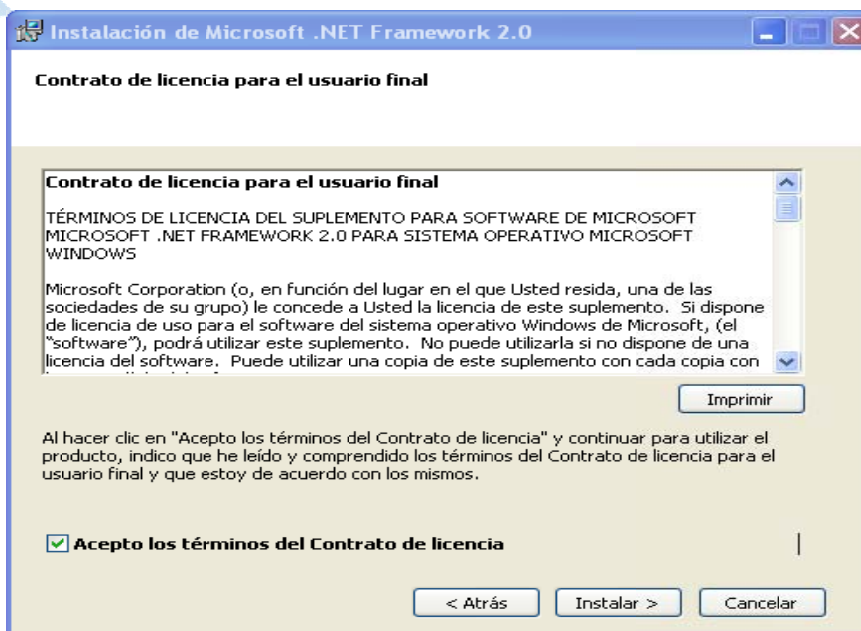 Instalación de Microsoft .NET Framework 2.0
Contrato de licencia para el usuario final
Contrato de licencia para el usuario final
TÉRMINOS DE LICENCIA DEL SUPLEMENTO PARA SOFTWARE DE MICROSOFT
MICROSOFT .NET FRAMEWORK 2.0 PARA SISTEMA OPERATIVO MICROSOFT
WINDOWS
Microsoft Corporation (o, en función del lugar en el que Usted resida, una de las
sociedades de su grupo) le concede a Usted la licencia de este suplemento. Si dispone
de licencia de uso para el software del sistema operativo Windows de Microsoft, (el
"software"), podrá utilizar este suplemento. No puede utilizarla si no dispone de una
licencia del software. Puede utilizar una copia de este suplemento con cada copia con
Imprimir
Al hacer clic en "Acepto los términos del Contrato de licencia" y continuar para utilizar el
producto, indico que he leído y comprendido los términos del Contrato de licencia para el
usuario final y que estoy de acuerdo con los mismos.
Acepto los términos del Contrato de licencia
< Atrás
Instalar >
Cancelar